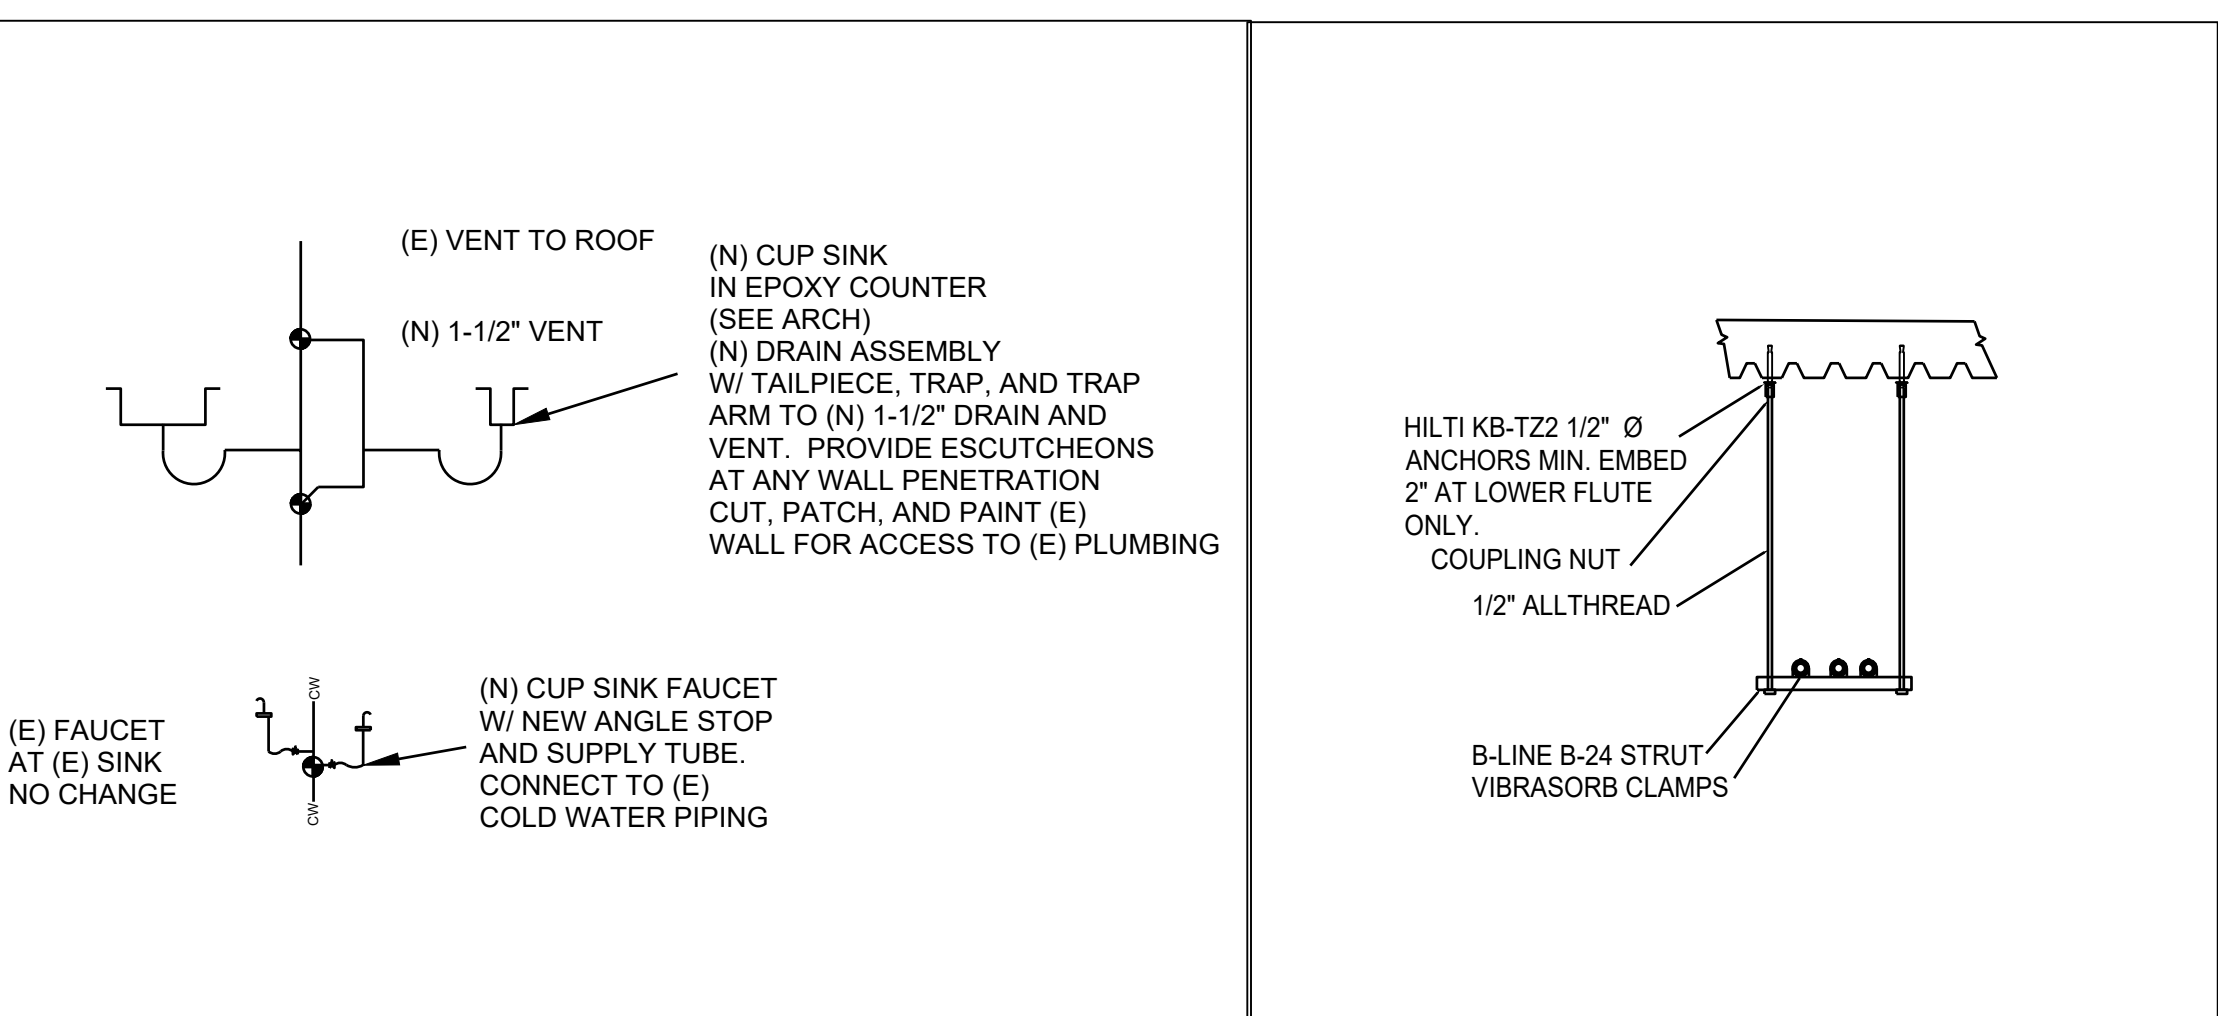 (E) VENT TO ROOF
(N) 1-1/2" VENT
(N) CUP SINK
IN EPOXY COUNTER
(SEE ARCH)
(N) DRAIN ASSEMBLY
W/ TAILPIECE, TRAP, AND TRAP
ARM TO (N) 1-1/2" DRAIN AND
VENT.  PROVIDE ESCUTCHEONS
AT ANY WALL PENETRATION
CUT, PATCH, AND PAINT (E)
WALL FOR ACCESS TO (E) PLUMBING
(E) FAUCET
AT (E) SINK
NO CHANGE
CW
CW
(N) CUP SINK FAUCET
W/ NEW ANGLE STOP
AND SUPPLY TUBE.
CONNECT TO (E)
COLD WATER PIPING
HILTI KB-TZ2 1/2" Ø
ANCHORS MIN. EMBED
2" AT LOWER FLUTE
ONLY.
COUPLING NUT
1/2" ALLTHREAD
B-LINE B-24 STRUT
VIBRASORB CLAMPS